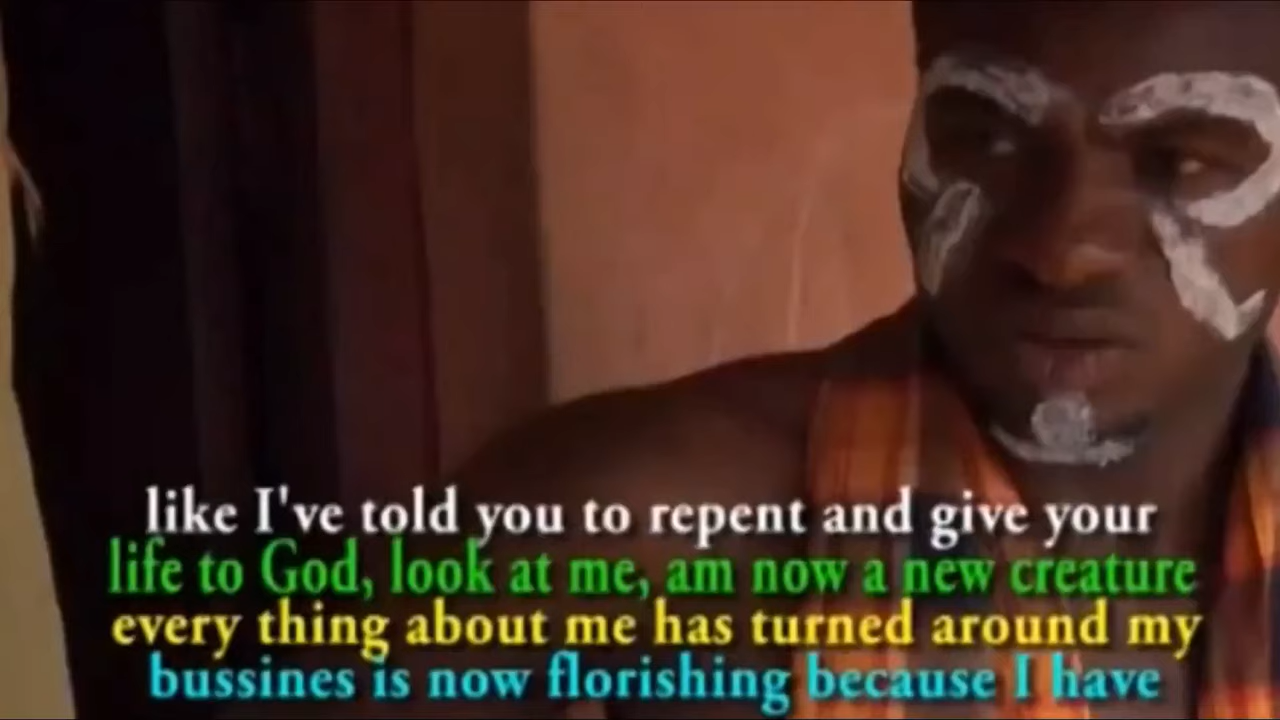 like I've told you to repent and give your
life to God, look at me, am now a new creature
every thing about me has turned around my
bussines is now florishing because I have